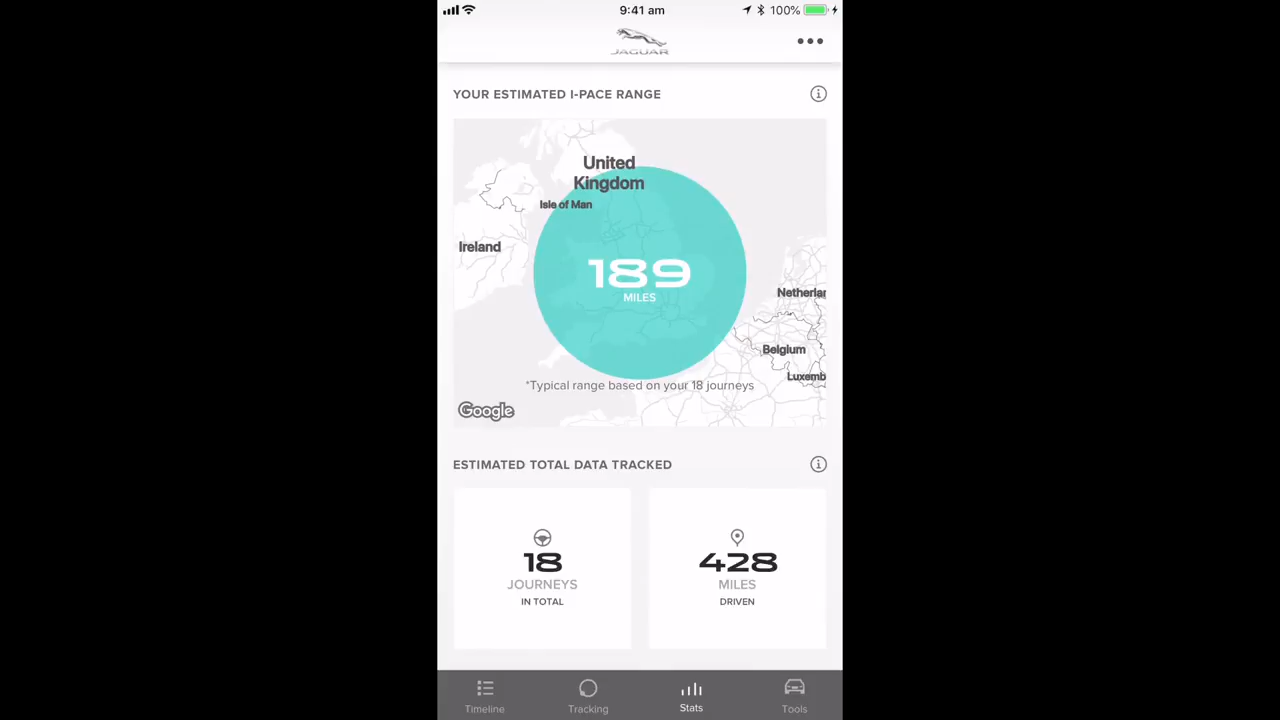 9:41 am
100%
JAGUAR
YOUR ESTIMATED I-PACE RANGE
United
Kingdom
Isle of Man
Ireland
189
MILES
Netherlar
Belgium
Luxemb
*Typical range based on your 18 journeys
Google
ESTIMATED TOTAL DATA TRACKED
18
JOURNEYS
IN TOTAL
428
MILES
DRIVEN
Timeline
Tracking
Stats
Tools